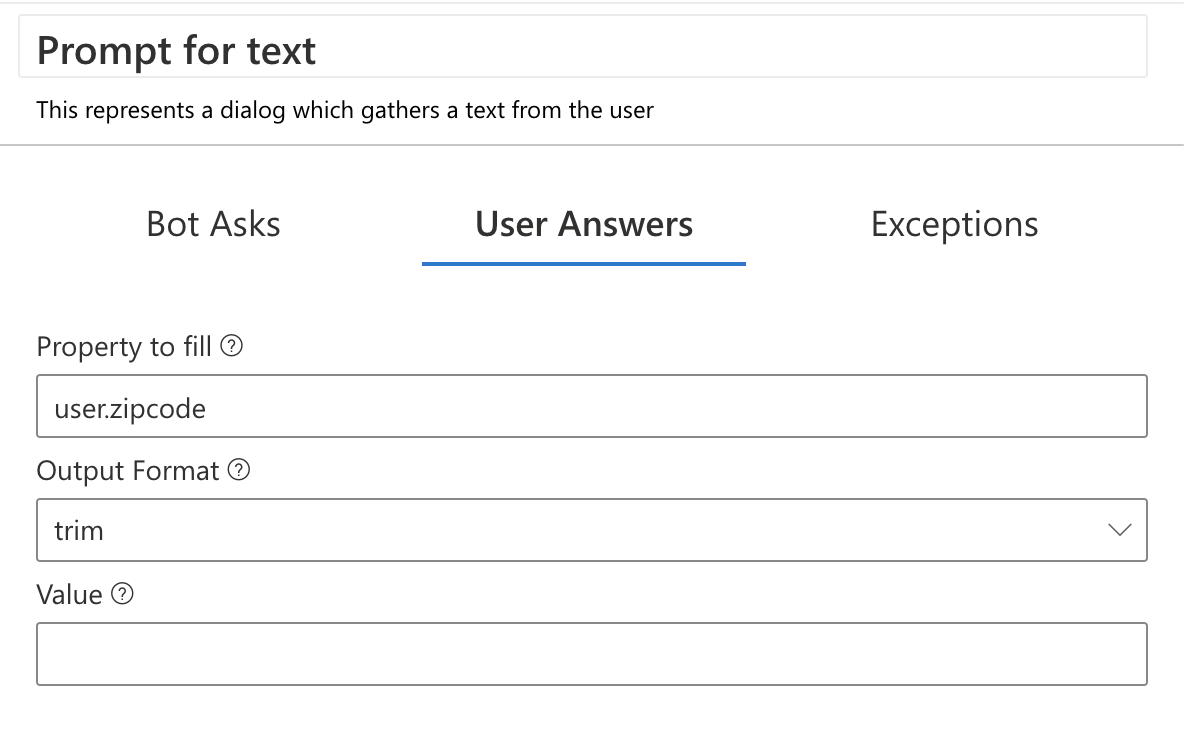 Prompt for text
This represents a dialog which gathers a text from the user
Bot Asks User Answers Exceptions
Property to fill ?
user.zipcode
Output Format ?
trim
Value ?